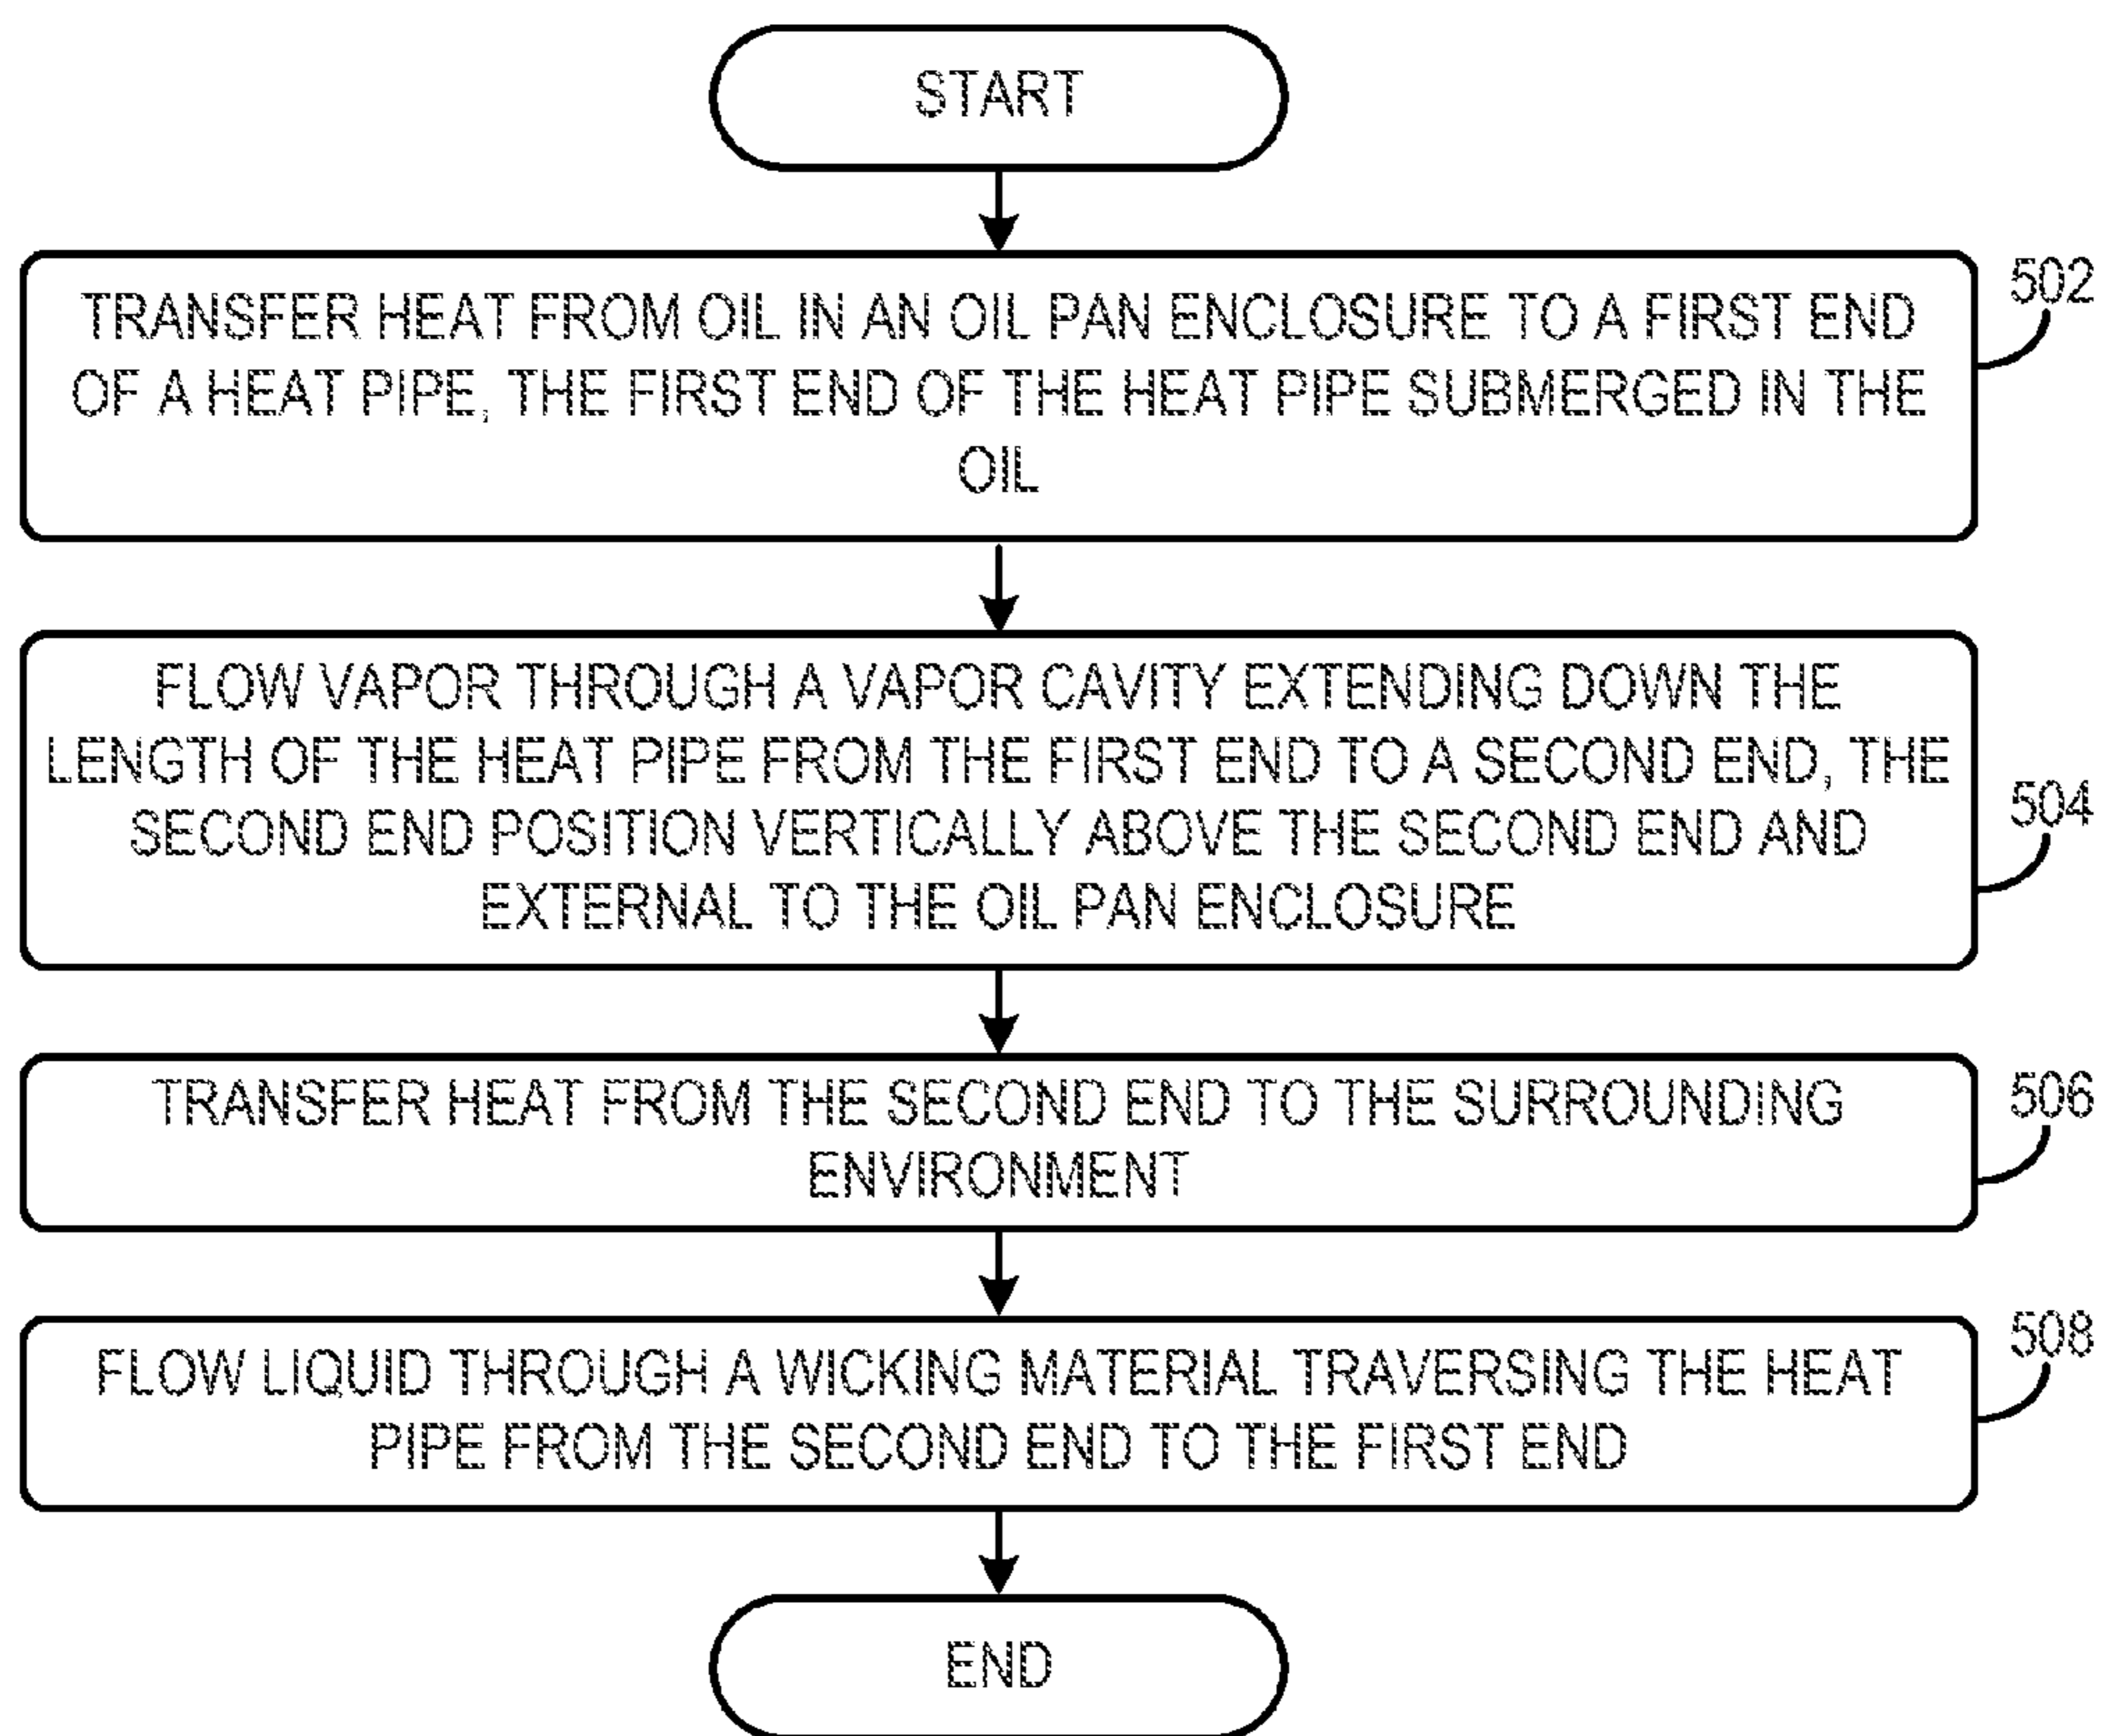 START
TRANSFER HEAT FROM OIL IN AN OIL PAN ENCLOSURE TO A FIRST END
OF A HEAT PIPE, THE FIRST END OF THE HEAT PIPE SUBMERGED IN THE
OIL
502
FLOW VAPOR THROUGH A VAPOR CAVITY EXTENDING DOWN THE
LENGTH OF THE HEAT PIPE FROM THE FIRST END TO A SECOND END, THE
SECOND END POSITION VERTICALLY ABOVE THE SECOND END AND
EXTERNAL TO THE OIL PAN ENCLOSURE
504
TRANSFER HEAT FROM THE SECOND END TO THE SURROUNDING
ENVIRONMENT
506
FLOW LIQUID THROUGH A WICKING MATERIAL TRAVERSING THE HEAT
PIPE FROM THE SECOND END TO THE FIRST END
508
END